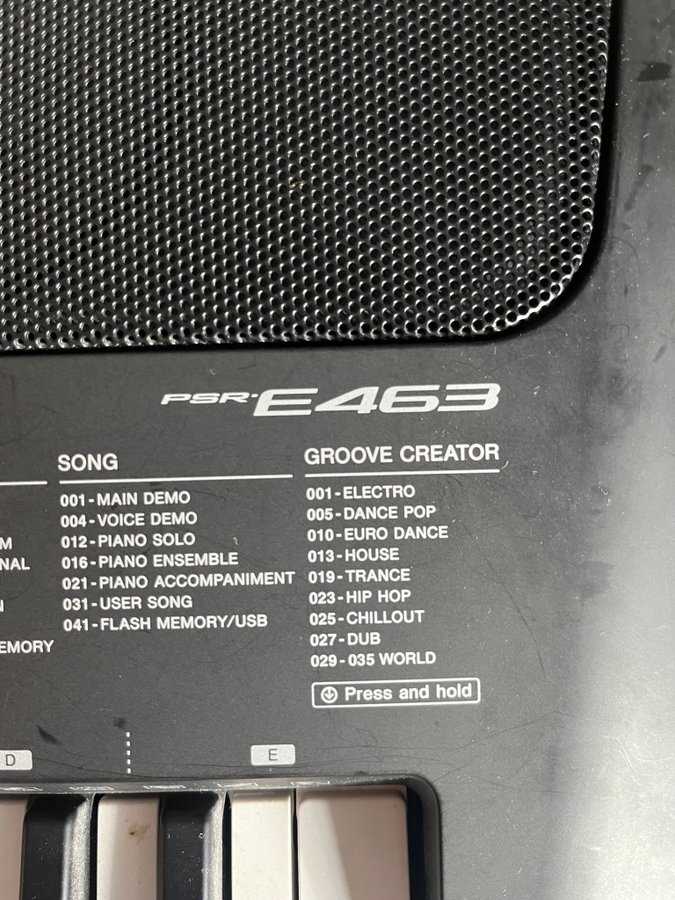 PSR-E463
SONG
001-MAIN DEMO
004-VOICE DEMO
012-PIANO SOLO
016-PIANO ENSEMBLE
021-PIANO ACCOMPANIMENT
031-USER SONG
041-FLASH MEMORY/USB
GROOVE CREATOR
001-ELECTRO
005-DANCE POP
010-EURO DANCE
013-HOUSE
019-TRANCE
023-HIP HOP
025-CHILLOUT
027-DUB
029-035 WORLD
Press and hold
M
NAL
N
EMORY
D
E